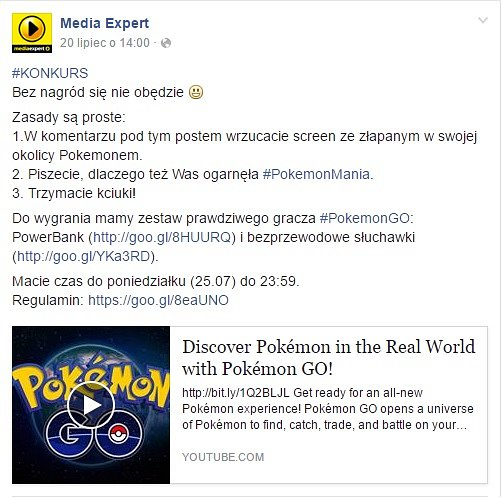 Media Expert
mediaexpert
20 lipiec o 14:00 ·
#KONKURS
Bez nagród się nie obędzie 😃
Zasady są proste:
1.W komentarzu pod tym postem wrzucacie screen ze złapanym w swojej
okolicy Pokemonem.
2. Piszecie, dlaczego też Was ogarnęła #PokemonMania.
3. Trzymacie kciuki!
Do wygrania mamy zestaw prawdziwego gracza #PokemonGO:
PowerBank (http://goo.gl/8HUURQ) i bezprzewodowe słuchawki
(http://goo.gl/YKa3RD).
Macie czas do poniedziałku (25.07) do 23:59.
Regulamin: https://goo.gl/8eaUNO
POKéMON
GO
Discover Pokémon in the Real World
with Pokémon GO!
http://bit.ly/1Q2BLJL Get ready for an all-new
Pokémon experience! Pokémon GO opens a universe
of Pokémon to find, catch, trade, and battle on your...
YOUTUBE.COM